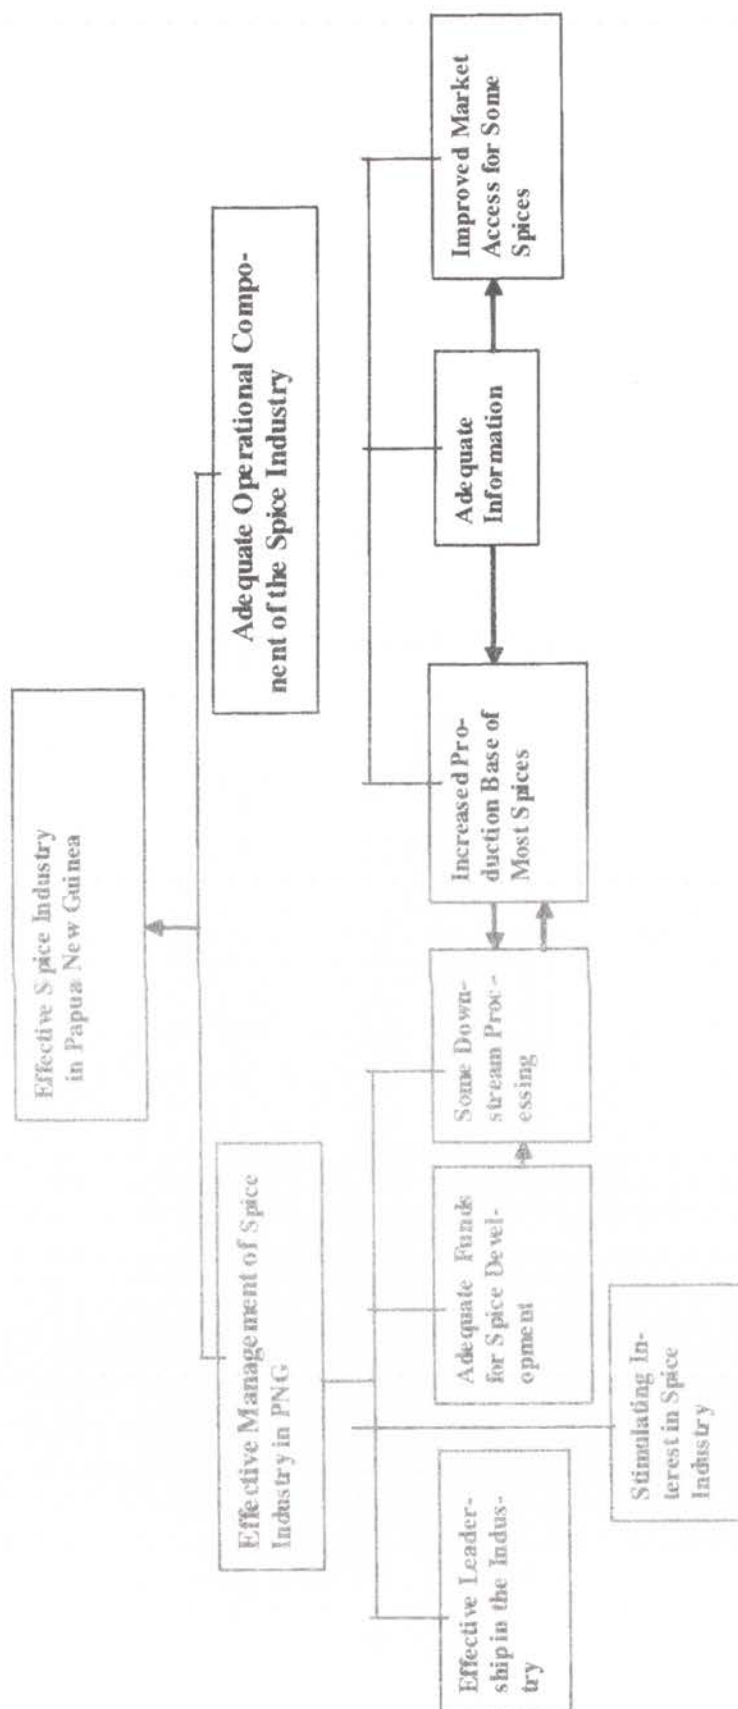 Effective Spice Industry
in Papua New Guinea
Effective Management of Spice
Industry in PNG
Adequate Operational Compo-
nent of the Spice Industry
Effective Leader-
ship in the Indus-
try
Adequate Funds
for Spice Devel-
opment
Some Down-
stream Proc-
essing
Increased Pro-
duction Base of
Most Spices
Adequate
Information
Improved Market
Access for Some
Spices
Stimulating In-
terest in Spice
Industry